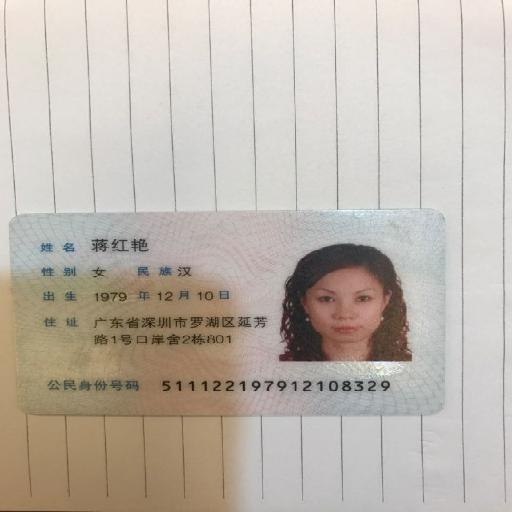 姓名 蒋红艳
性别 女 民族 汉
出生 1979 年 12 月 10 日
住址 广东省深圳市罗湖区延芳
路1号口岸舍2栋801
公民身份号码 511122197912108329